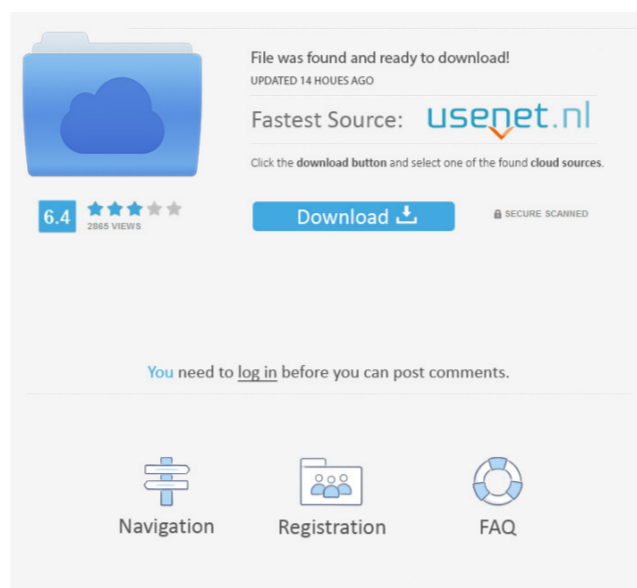 File was found and ready to download!
UPDATED 14 HOUES AGO
Fastest Source: usenet.nl
Click the download button and select one of the found cloud sources.
6.4
2865 VIEWS
Download
SECURE SCANNED
You need to log in before you can post comments.
Navigation
Registration
FAQ